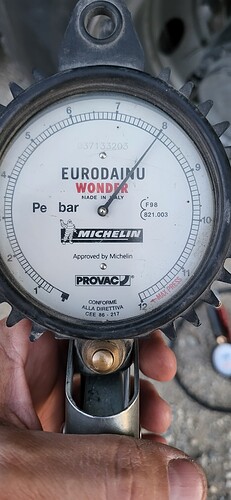 037133205
EURODAINU
WONDER
MADE IN ITALY
Pe bar
F98
821.003
MICHELIN
Approved by Michelin
PROVAC
CONFORME
ALLA DIRETTIVA
CEE 86 - 217
1 2 3 4 5 6 7 8 9 10 11 12
MAX PRESS